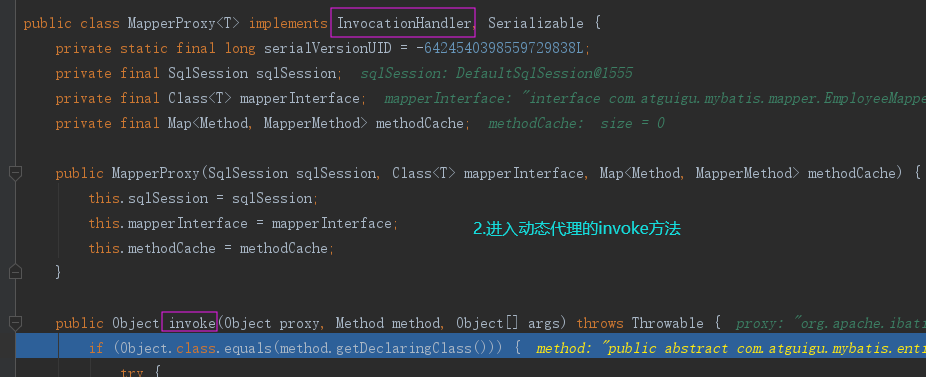 public class MapperProxy<T> implements InvocationHandler, Serializable {
private static final long serialVersionUID = -6424540398559729838L;
private final SqlSession sqlSession; sqlSession: DefaultSqlSession@1555
private final Class<T> mapperInterface; mapperInterface: "interface com.atguigu.mybatis.mapper.EmployeeMappe
private final Map<Method, MapperMethod> methodCache; methodCache: size = 0
public MapperProxy(SqlSession sqlSession, Class<T> mapperInterface, Map<Method, MapperMethod> methodCache) {
this.sqlSession = sqlSession;
this.mapperInterface = mapperInterface;
2.进入动态代理的invoke方法
this.methodCache = methodCache;
}
public Object invoke(Object proxy, Method method, Object[] args) throws Throwable { proxy: "org.apache.ibati
if (Object.class.equals(method.getDeclaringClass())) { method: "public abstract com.atguigu.mybatis.enti
try {